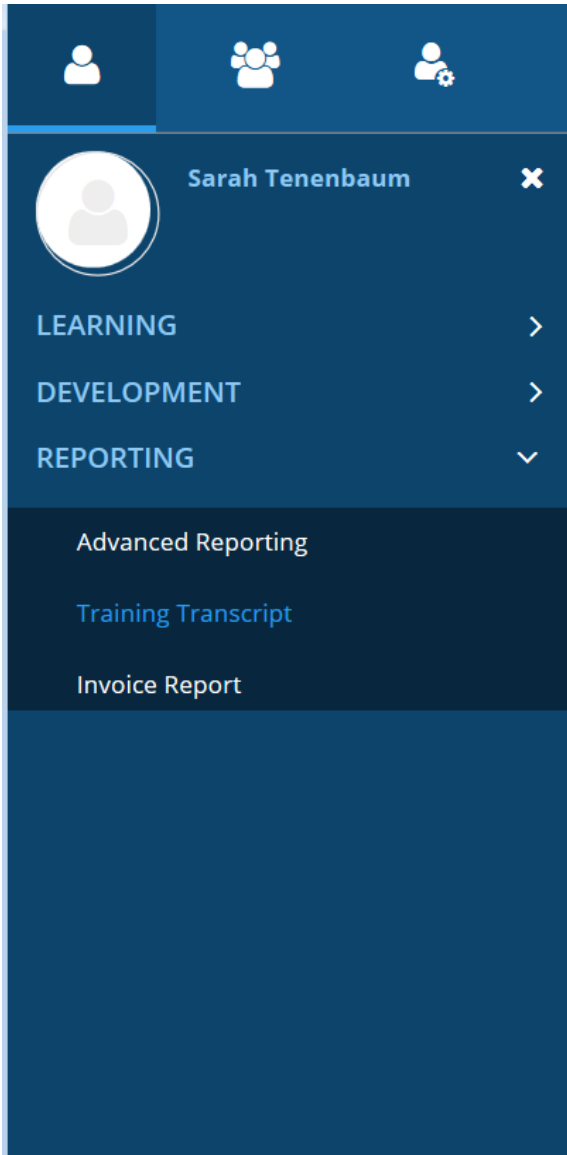 Sarah Tenenbaum
LEARNING
DEVELOPMENT
REPORTING
Advanced Reporting
Training Transcript
Invoice Report